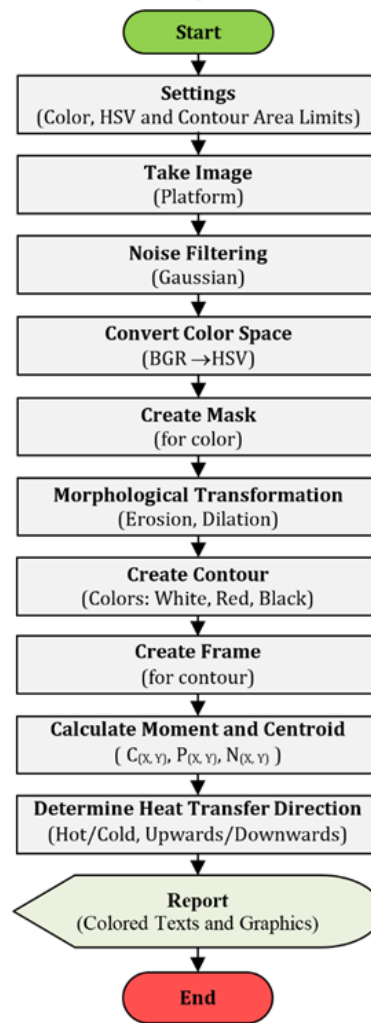 Start
Settings
(Color, HSV and Contour Area Limits)
Take Image
(Platform)
Noise Filtering
(Gaussian)
Convert Color Space
(BGR →HSV)
Create Mask
(for color)
Morphological Transformation
(Erosion, Dilation)
Create Contour
(Colors: White, Red, Black)
Create Frame
(for contour)
Calculate Moment and Centroid
( C(X, Y), P(X, Y), N(X, Y) )
Determine Heat Transfer Direction
(Hot/Cold, Upwards/Downwards)
Report
(Colored Texts and Graphics)
End